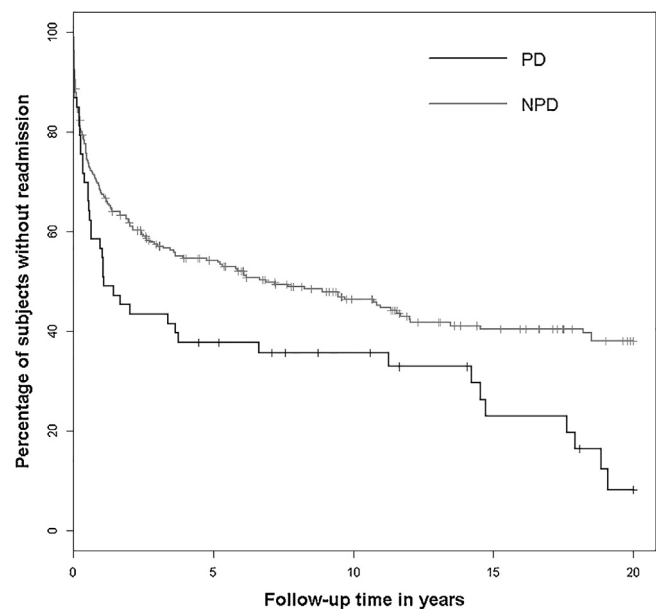 PD
NPD
Percentage of subjects without readmission
100
80
60
40
20
0
0 5 10 15 20
Follow-up time in years